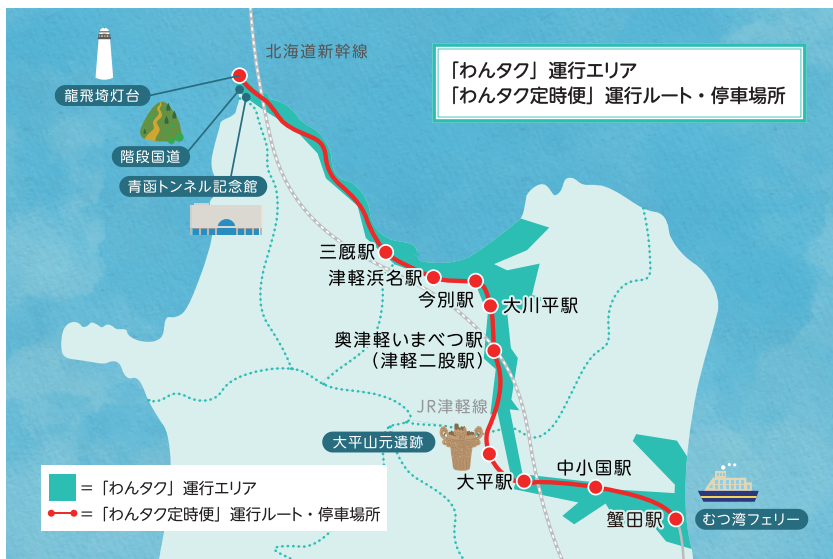 北海道新幹線
「わんタク」運行エリア
「わんタク定時便」運行ルート・停車場所
龍飛埼灯台
階段国道
青函トンネル記念館
三厩駅
津軽浜名駅
今別駅
大川平駅
奥津軽いまべつ駅
(津軽二股駅)
JR津軽線
大平山元遺跡
大平駅
中小国駅
蟹田駅
むつ湾フェリー
=「わんタク」運行エリア
=「わんタク定時便」運行ルート・停車場所